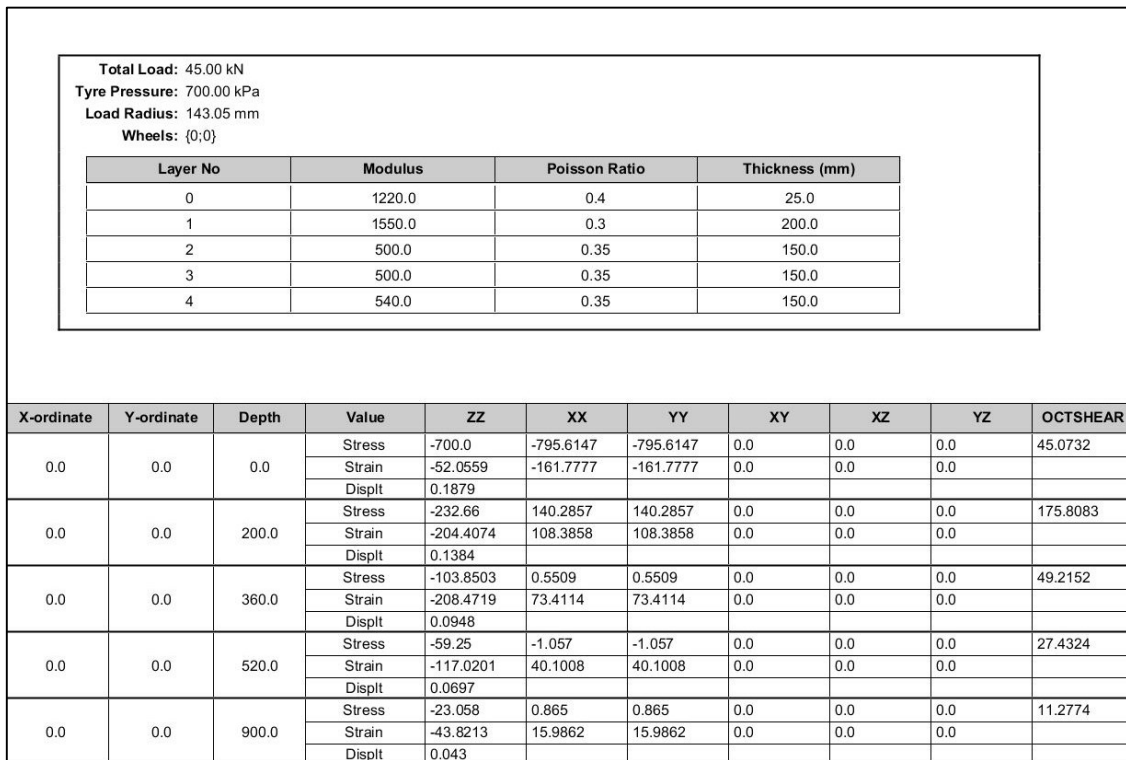 Total Load: 45.00 kN
Tyre Pressure: 700.00 kPa
Load Radius: 143.05 mm
Wheels: {0;0}
Layer No Modulus Poisson Ratio Thickness (mm)
0 1220.0 0.4 25.0
1 1550.0 0.3 200.0
2 500.0 0.35 150.0
3 500.0 0.35 150.0
4 540.0 0.35 150.0
X-ordinate Y-ordinate Depth Value ZZ XX YY XY XZ YZ OCTSHEAR
Stress -700.0 -795.6147 -795.6147 0.0 0.0 0.0 45.0732
0.0 0.0 0.0 Strain -52.0559 -161.7777 -161.7777 0.0 0.0 0.0
Displt 0.1879
Stress -232.66 140.2857 140.2857 0.0 0.0 0.0 175.8083
0.0 0.0 200.0 Strain -204.4074 108.3858 108.3858 0.0 0.0 0.0
Displt 0.1384
Stress -103.8503 0.5509 0.5509 0.0 0.0 0.0 49.2152
0.0 0.0 360.0 Strain -208.4719 73.4114 73.4114 0.0 0.0 0.0
Displt 0.0948
Stress -59.25 -1.057 -1.057 0.0 0.0 0.0 27.4324
0.0 0.0 520.0 Strain -117.0201 40.1008 40.1008 0.0 0.0 0.0
Displt 0.0697
Stress -23.058 0.865 0.865 0.0 0.0 0.0 11.2774
0.0 0.0 900.0 Strain -43.8213 15.9862 15.9862 0.0 0.0 0.0
Displt 0.043